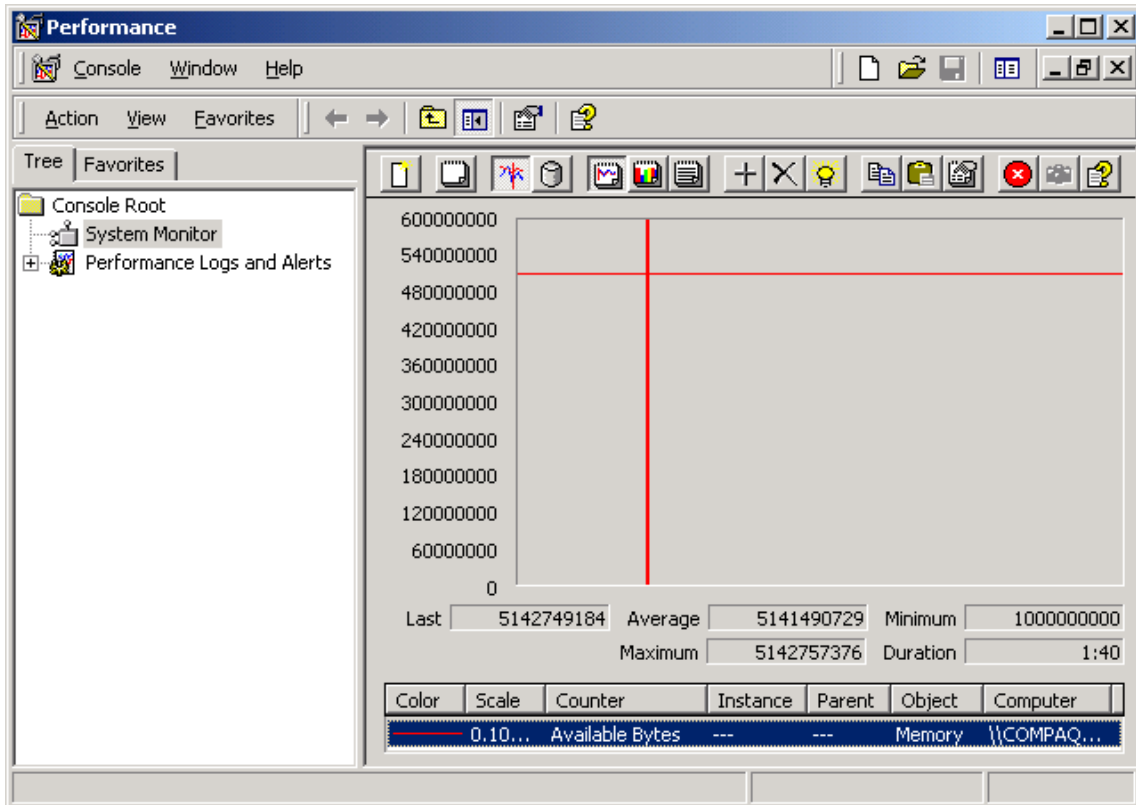 Performance
Console Window Help
Action View Favorites
Tree Favorites
Console Root
System Monitor
Performance Logs and Alerts
600000000
540000000
480000000
420000000
360000000
300000000
240000000
180000000
120000000
60000000
0
Last 5142749184 Average 5141490729 Minimum 1000000000
Maximum 5142757376 Duration 1:40
Color Scale Counter Instance Parent Object Computer
0.10... Available Bytes --- --- Memory \\COMPAQ...